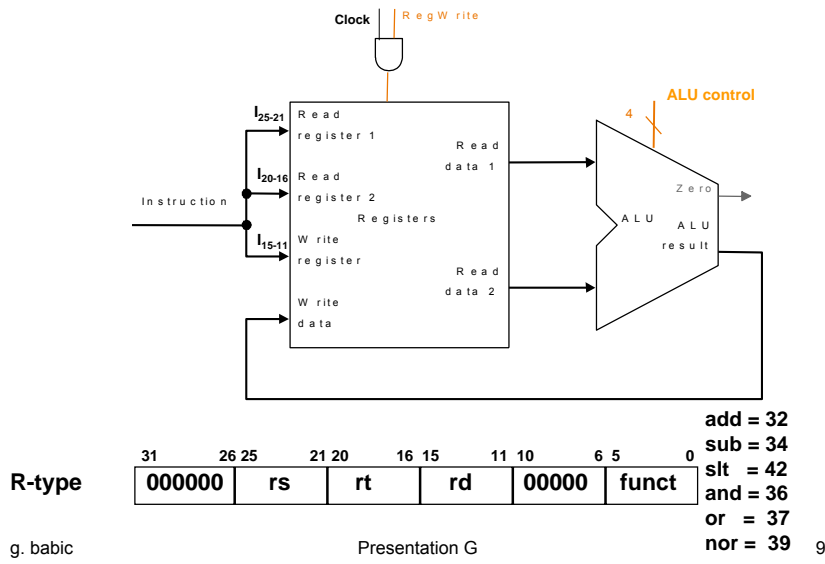 Clock
RegWrite
ALU control
4
I25-21
Read
register 1
Read
data 1
I20-16
Read
register 2
Zero
Instruction
Registers
ALU
ALU
result
I15-11
Write
register
Read
data 2
Write
data
31 26 25 21 20 16 15 11 10 6 5 0
R-type 000000 rs rt rd 00000 funct
add = 32
sub = 34
slt = 42
and = 36
or = 37
nor = 39
g. babic Presentation G 9